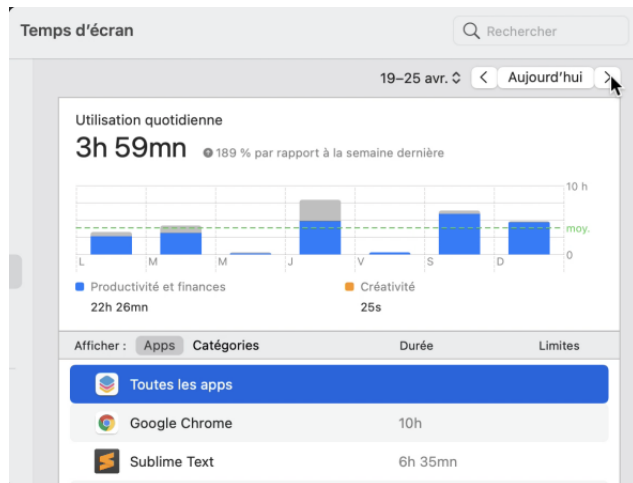 Temps d'écran
Rechercher
19–25 avr.
Aujourd'hui
Utilisation quotidienne
3h 59mn 189 % par rapport à la semaine dernière
10 h
moy.
0
L M M J V S D
Productivité et finances Créativité
22h 26mn 25s
Afficher : Apps Catégories Durée Limites
Toutes les apps
Google Chrome 10h
Sublime Text 6h 35mn